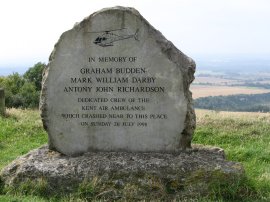 IN MEMORY OF
GRAHAM BUDDEN
MARK WILLIAM DARBY
ANTONY JOHN RICHARDSON
DEDICATED CREW OF THE
KENT AIR AMBULANCE
WHICH CRASHED NEAR TO THIS PLACE
ON SUNDAY 26 JULY 1998